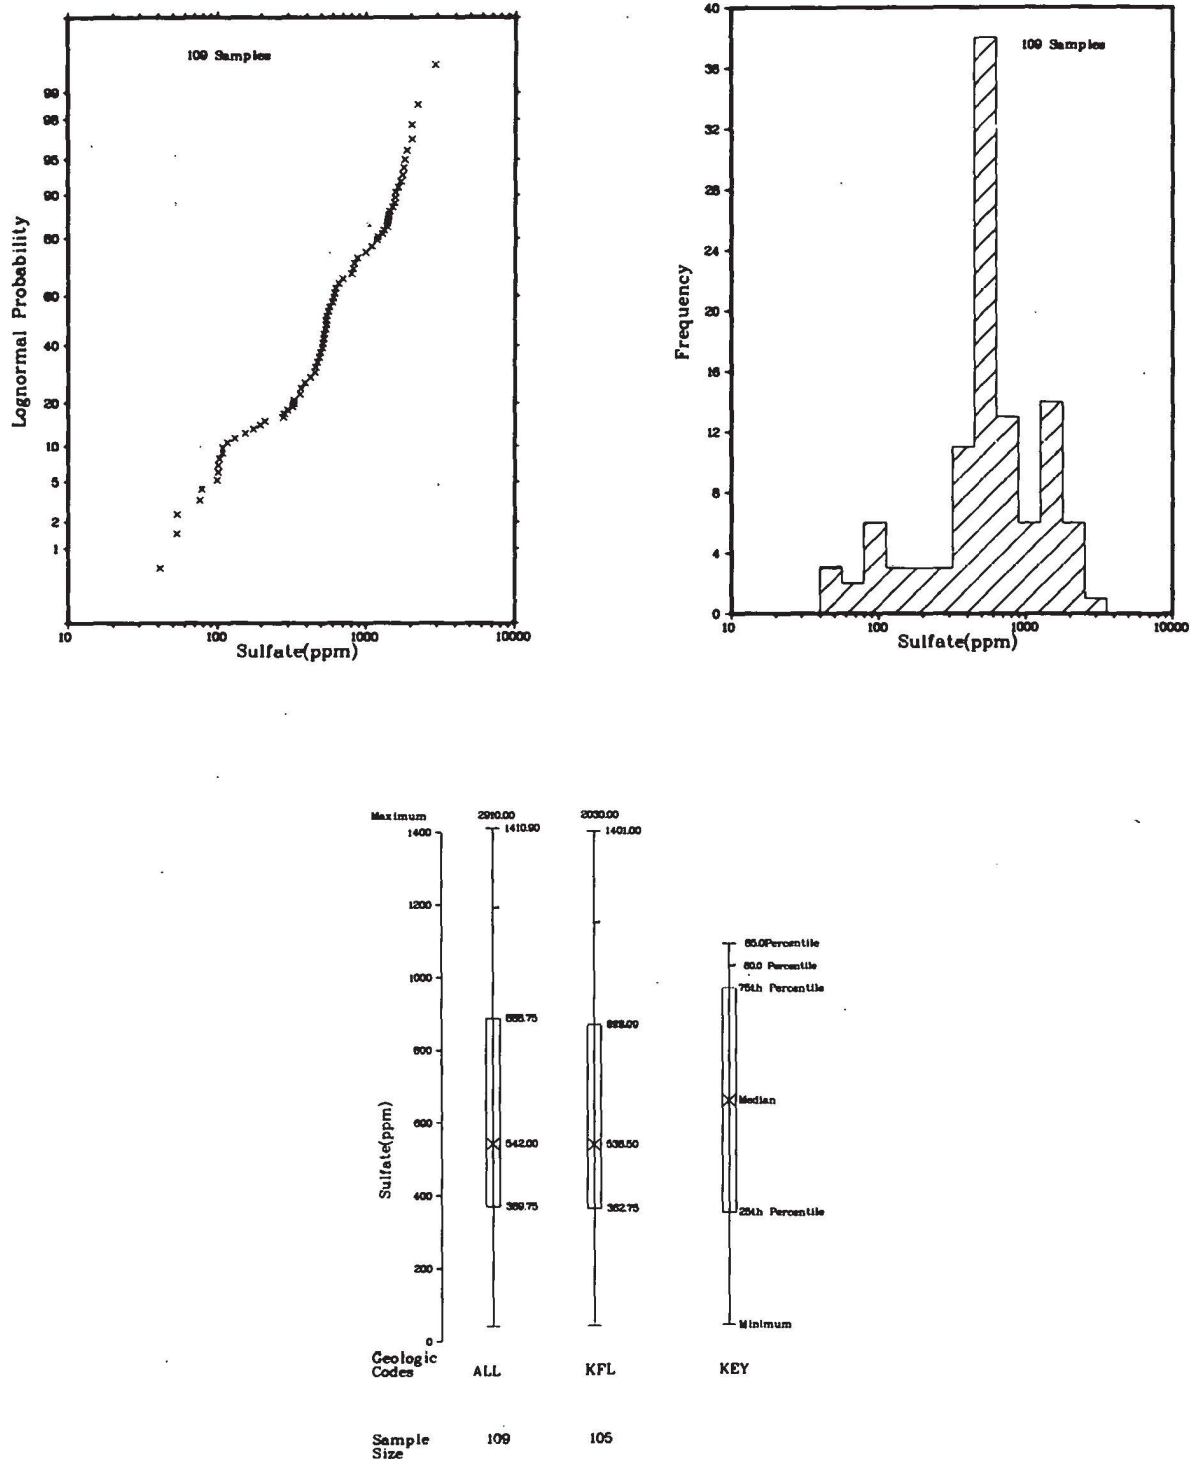 109 Samples
99
98
95
90
80
60
40
20
10
5
2
1
Lognormal Probability
10 100 1000 10000
Sulfate(ppm)
40
36
32
28
24
20
16
12
8
4
0
Frequency
109 Samples
10 100 1000 10000
Sulfate(ppm)
Maximum 2910.00 2030.00
1400 1410.90 1401.00
1200
1000
800
600
400
200
0
Sulfate(ppm)
542.00 538.50
369.75 362.75
80.0 Percentile
75th Percentile
Median
25th Percentile
Minimum
Geologic
Codes ALL KFL KEY
Sample
Size 109 105